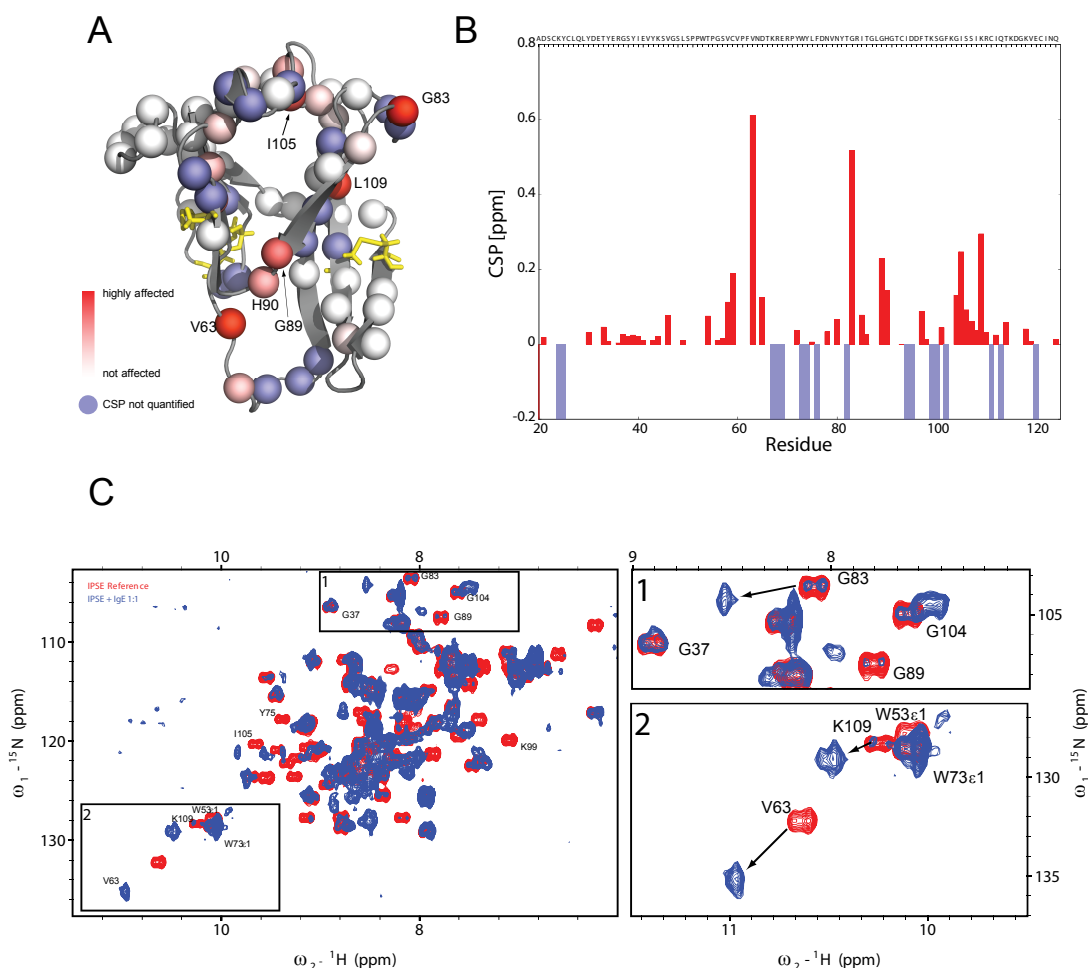 A
G83
I105
L109
H90
G89
V63
highly affected
not affected
CSP not quantified
B
ADSCKYCLQLYDETYERGSYIEVYKSVGSLSPPWTPGSVCVPFVNDTKRERPYWYLFDNVNYTGRITGLGHGTCIDDFTKSGFKGISSIKRCIQTKDGKVECINQ
0.8
0.6
0.4
0.2
0
-0.2
CSP [ppm]
20 40 60 80 100 120
Residue
C
10 8
IPSE Reference
IPSE + IgE 1:1
1
G83
G37
G104
G89
110
120
130
Y75
I105
K99
2
W53ε1
K109
W73ε1
V63
10 8
ω₁ - ¹⁵N (ppm)
ω₂ - ¹H (ppm)
9 8
1
G83
G37
G104
G89
105
2
W53ε1
K109
W73ε1
V63
130
135
11 10
ω₁ - ¹⁵N (ppm)
ω₂ - ¹H (ppm)